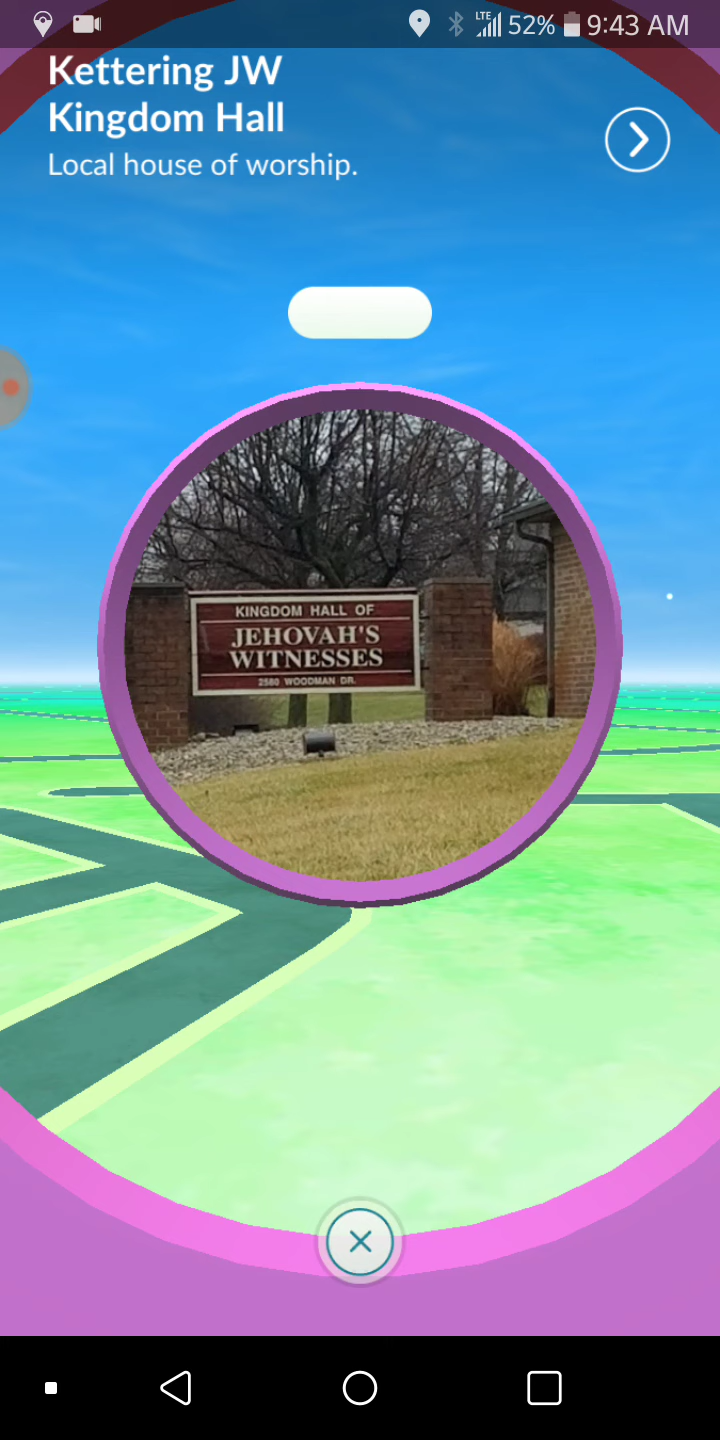 LTE 52% 9:43 AM
Kettering JW
Kingdom Hall
Local house of worship.
KINGDOM HALL OF
JEHOVAH'S
WITNESSES
2580 WOODMAN DR.